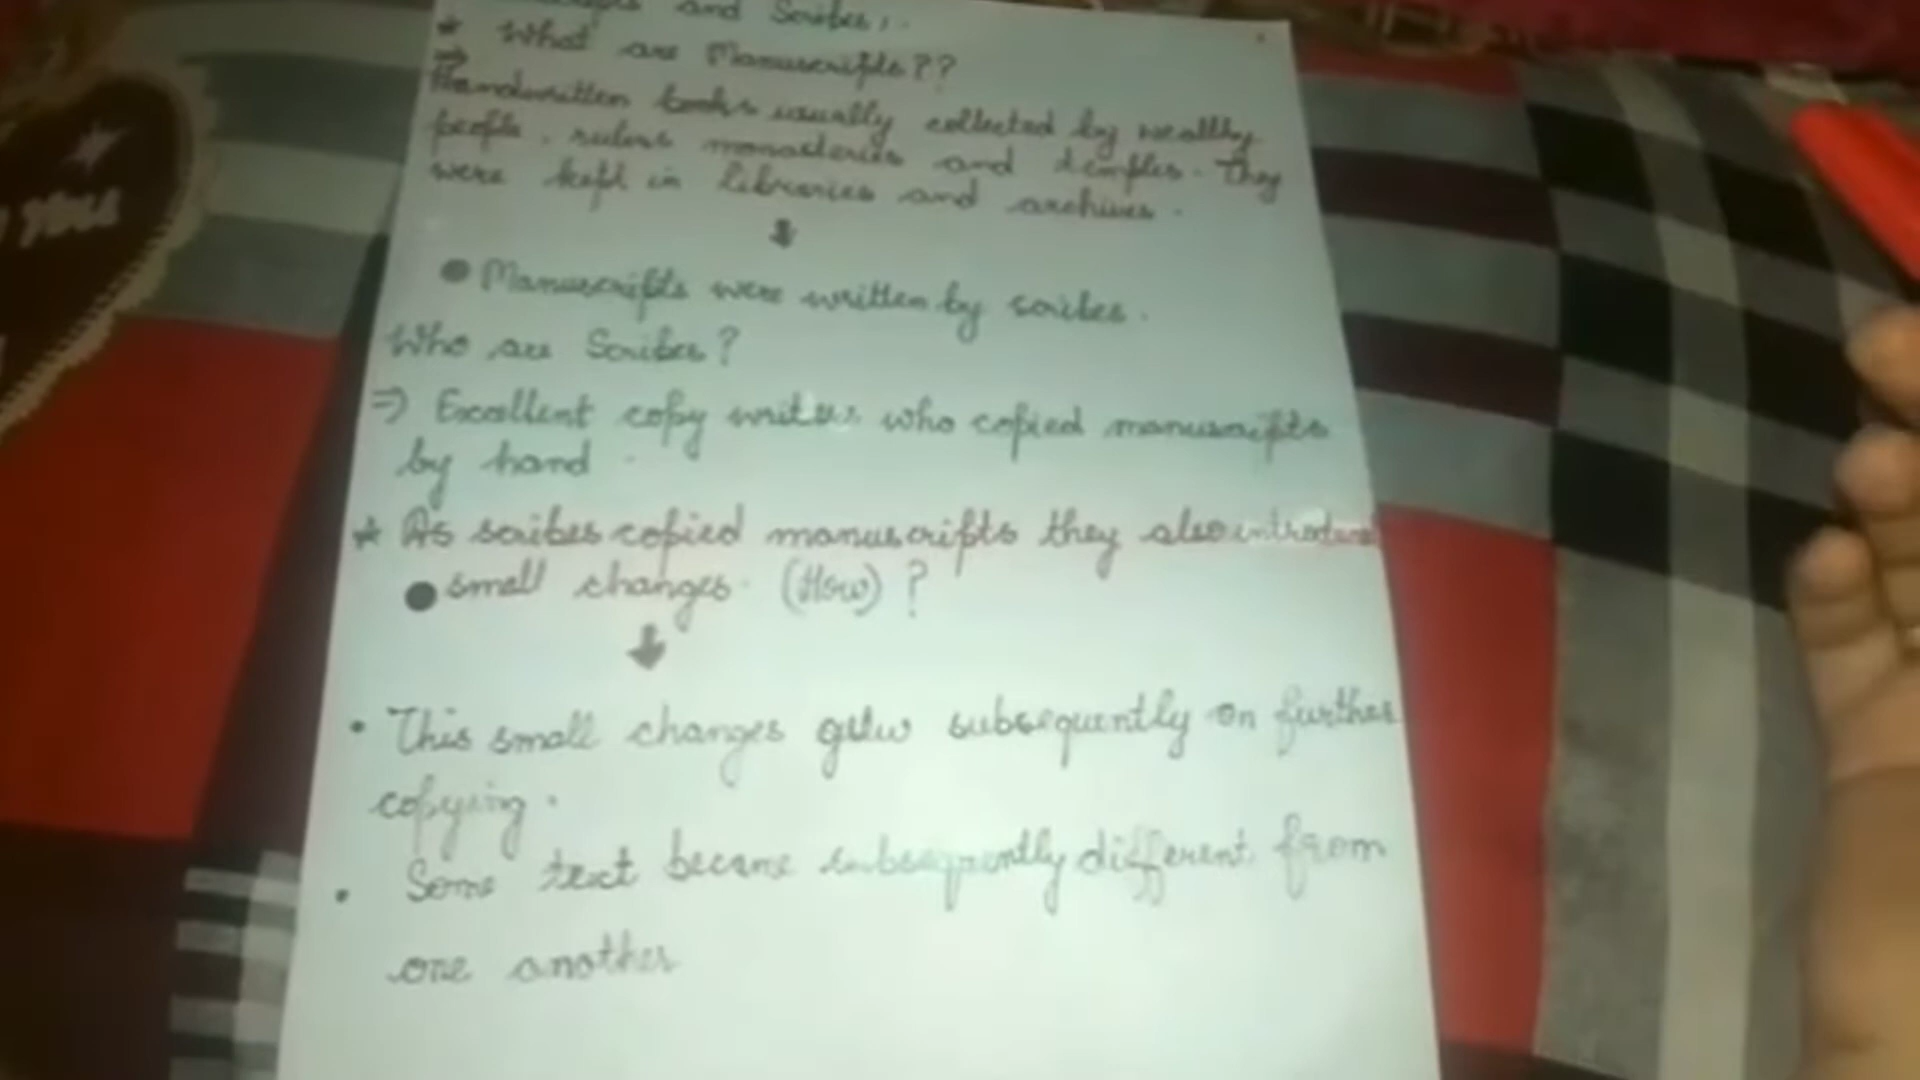 and Scribes,.
* What are Manuscripts??
⇒
Handwritten books usually collected by wealthy
people, rulers monasteries and temples. They
were kept in libraries and archives.
↓
● Manuscripts were written by scribes.
Who are Scribes?
⇒ Excellent copy writers who copied manuscripts
by hand.
* As scribes copied manuscripts they also
● small changes. (How)?
↓
• This small changes grew subsequently on further
copying.
• Some text became subsequently different from
one another
YOU